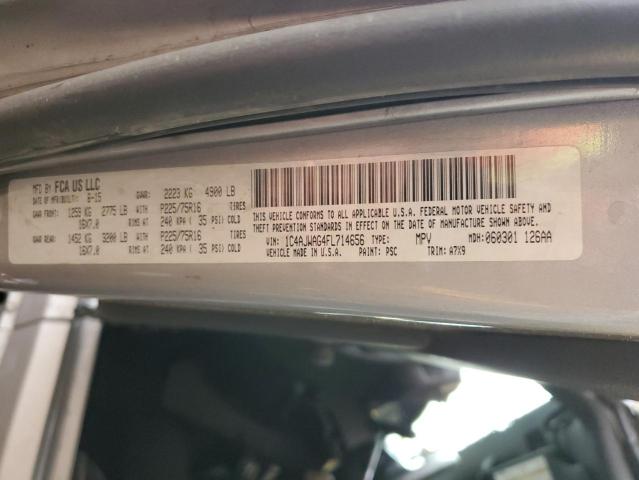 MFD BY FCA US LLC
DATE OF MFR/BUILT: 8-15 GVWR: 2223 KG 4900 LB
GAWR FRONT: 1259 KG 2775 LB WITH P225/75R16 TIRES
16X7.0 RIMS AT 240 KPA ( 35 PSI) COLD
GAWR REAR: 1452 KG 3200 LB WITH P225/75R16 TIRES
16X7.0 RIMS AT 240 KPA ( 35 PSI) COLD
THIS VEHICLE CONFORMS TO ALL APPLICABLE U.S.A. FEDERAL MOTOR VEHICLE SAFETY AND
THEFT PREVENTION STANDARDS IN EFFECT ON THE DATE OF MANUFACTURE SHOWN ABOVE.
VIN: 1C4AJWAG4FL714656 TYPE: MPV MDH: 060301 126AA
VEHICLE MADE IN U.S.A. PAINT: PSC TRIM: A7X9